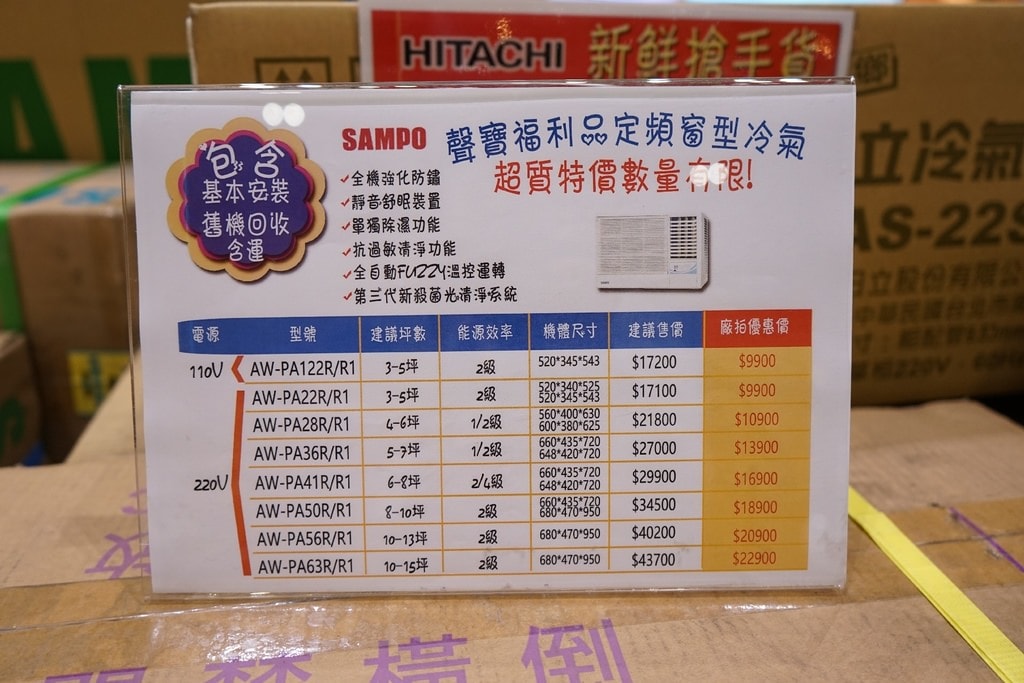 HITACHI 新鮮搶手貨
包含
基本安裝
舊機回收
含運
SAMPO 聲寶福利品定頻窗型冷氣
超質特價數量有限!
全機強化防鏽
靜音舒眠裝置
單獨除濕功能
抗過敏清淨功能
全自動FUZZY溫控運轉
第三代新殺菌光清淨系統
電源 型號 建議坪數 能源效率 機體尺寸 建議售價 廠拍優惠價
110V AW-PA122R/R1 3-5坪 2級 520*345*543 $17200 $9900
AW-PA22R/R1 3-5坪 2級 520*340*525 520*345*543 $17100 $9900
AW-PA28R/R1 4-6坪 1/2級 560*400*630 600*380*625 $21800 $10900
AW-PA36R/R1 5-7坪 1/2級 660*435*720 648*420*720 $27000 $13900
220V AW-PA41R/R1 6-8坪 2/4級 660*435*720 648*420*720 $29900 $16900
AW-PA50R/R1 8-10坪 2級 660*435*720 680*470*950 $34500 $18900
AW-PA56R/R1 10-13坪 2級 680*470*950 $40200 $20900
AW-PA63R/R1 10-15坪 2級 680*470*950 $43700 $22900
立冷氣
AS-22S
日立股份有限公
禁橫倒